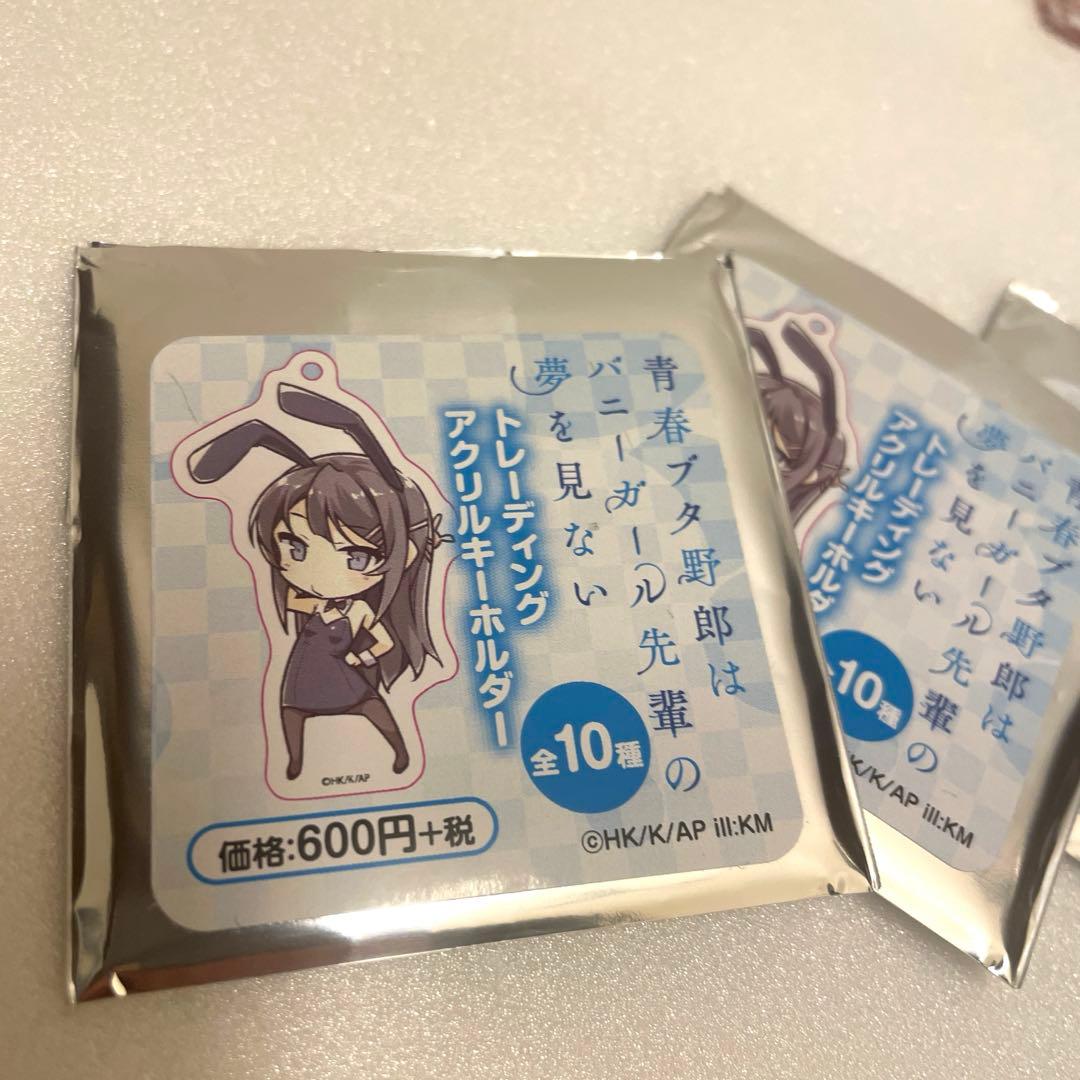 青春ブタ野郎は
バニーガール先輩の
夢を見ない
トレーディング
アクリルキーホルダー
全10種
©HK/K/AP
価格:600円+税
©HK/K/AP ill:KM
青春ブタ野郎は
バニーガール先輩の
夢を見ない
トレーディング
アクリルキーホルダ
10種
K/K/AP ill:KM